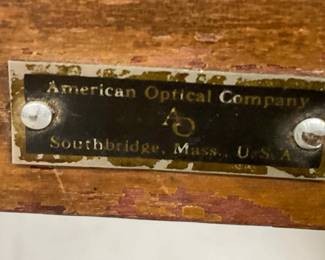 American Optical Company
AO
Southbridge, Mass., U.S.A